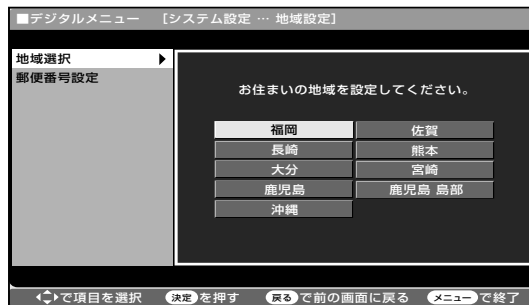 ■デジタルメニュー [システム設定 … 地域設定]
地域選択
郵便番号設定
お住まいの地域を設定してください。
福岡 佐賀
長崎 熊本
大分 宮崎
鹿児島 鹿児島 島部
沖縄
で項目を選択 決定を押す 戻るで前の画面に戻る メニューで終了